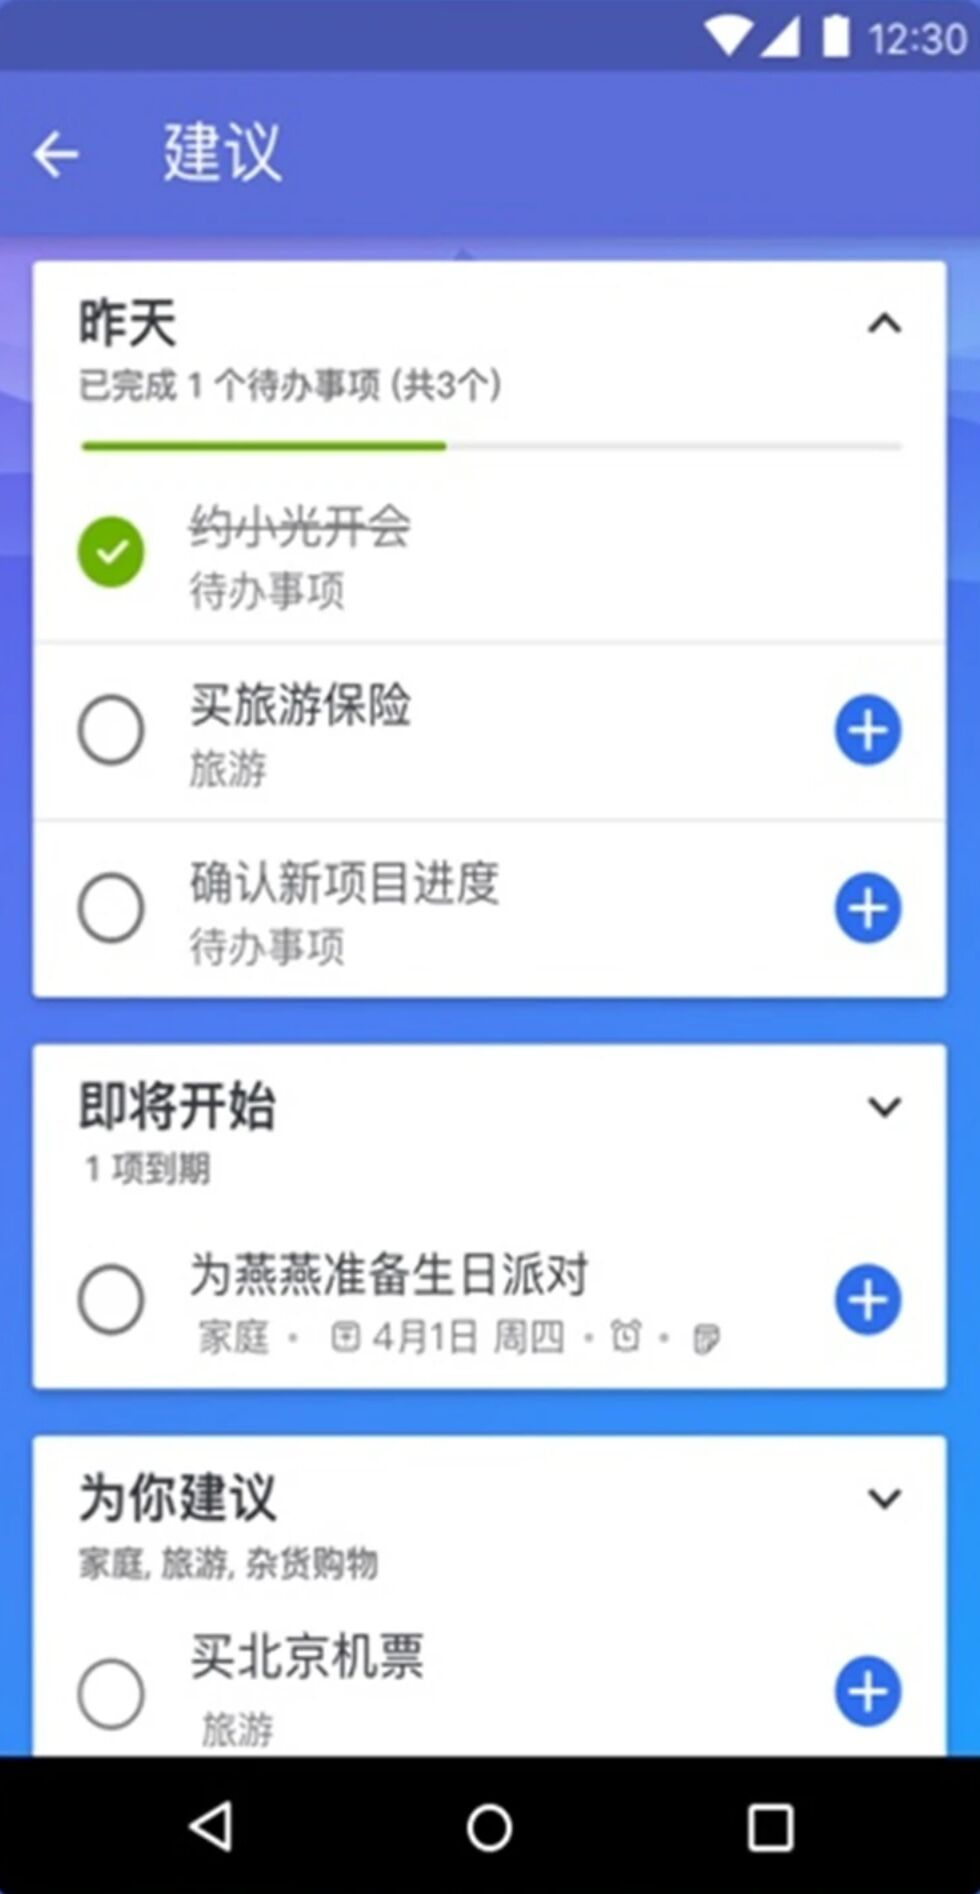 12:30
建议
昨天
已完成 1 个待办事项 (共3个)
约小光开会
待办事项
买旅游保险
旅游
确认新项目进度
待办事项
即将开始
1 项到期
为燕燕准备生日派对
家庭 • 4月1日 周四 • •
为你建议
家庭, 旅游, 杂货购物
买北京机票
旅游